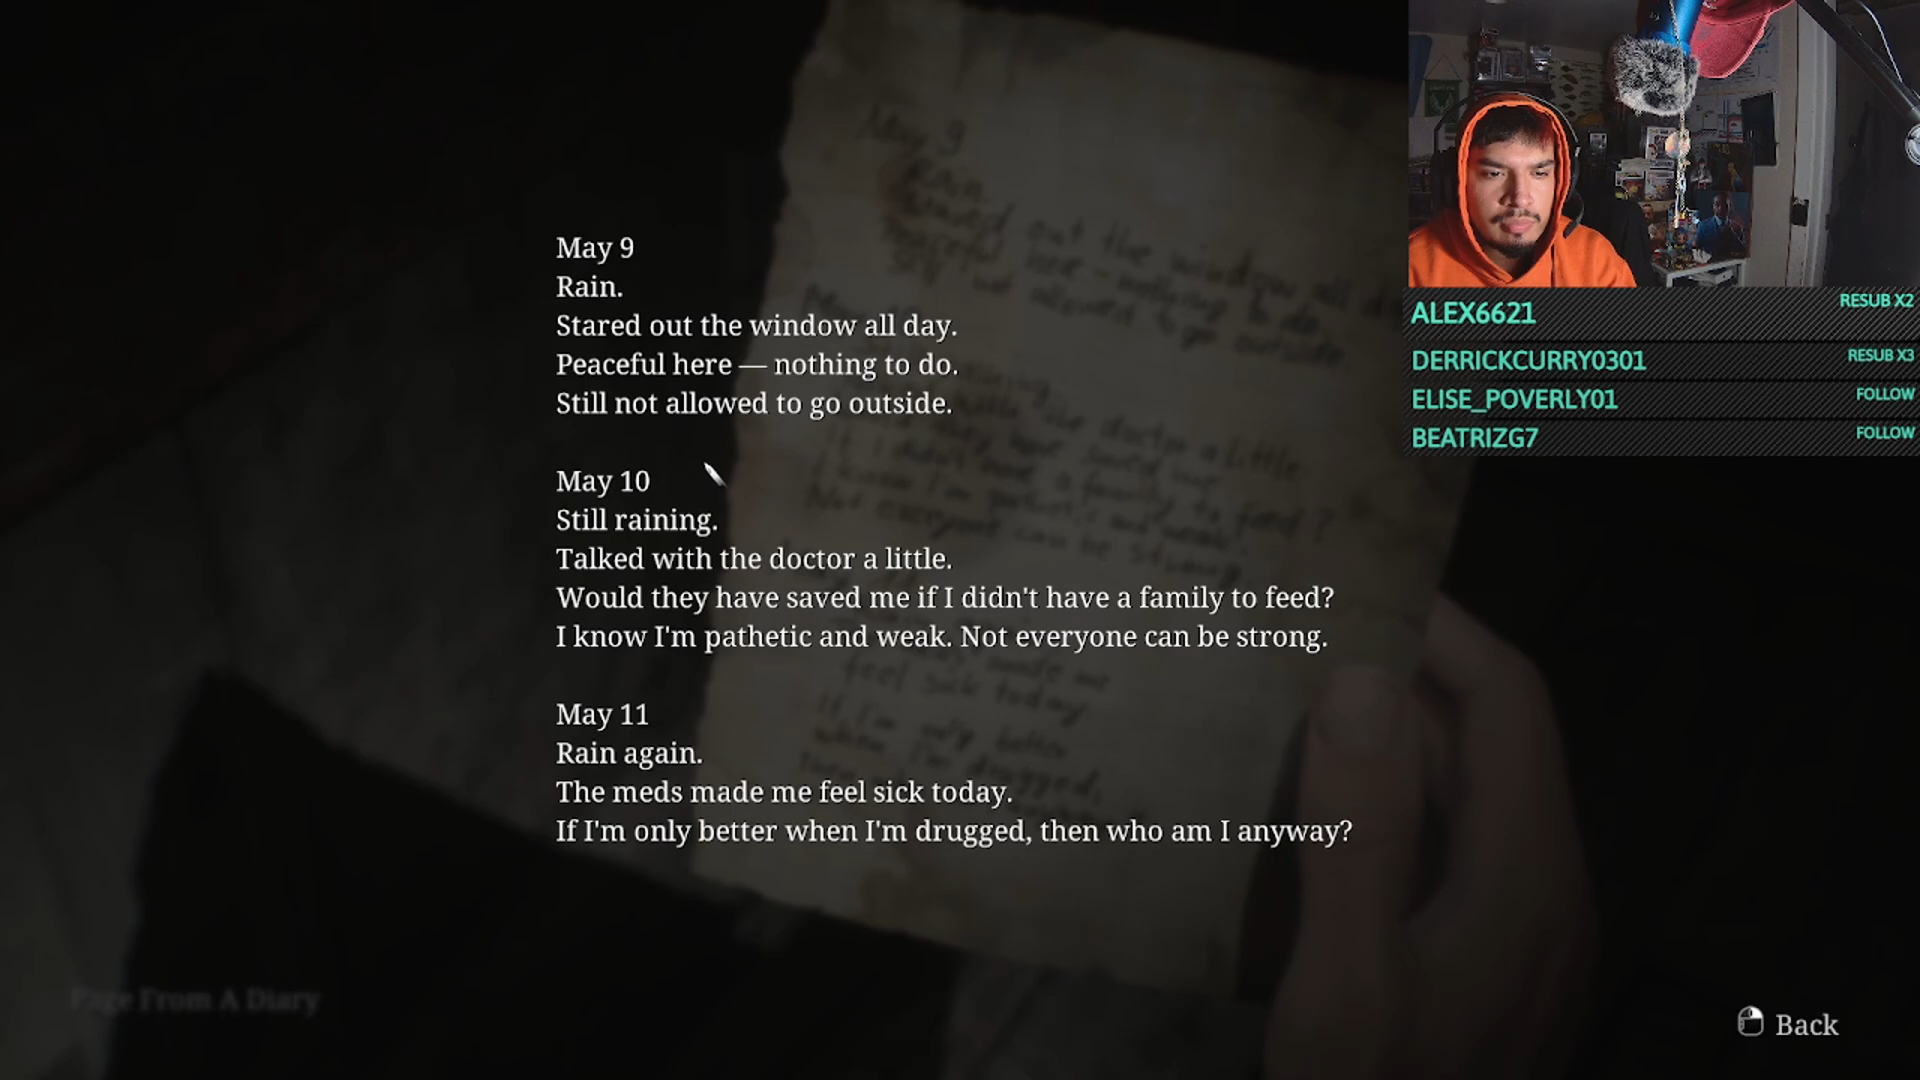 May 9
Rain.
Stared out the window all day.
Peaceful here — nothing to do.
Still not allowed to go outside.
May 10
Still raining.
Talked with the doctor a little.
Would they have saved me if I didn't have a family to feed?
I know I'm pathetic and weak. Not everyone can be strong.
May 11
Rain again.
The meds made me feel sick today.
If I'm only better when I'm drugged, then who am I anyway?
Page From A Diary
Back
ALEX6621 RESUB X2
DERRICKCURRY0301 RESUB X3
ELISE_POVERLY01 FOLLOW
BEATRIZG7 FOLLOW